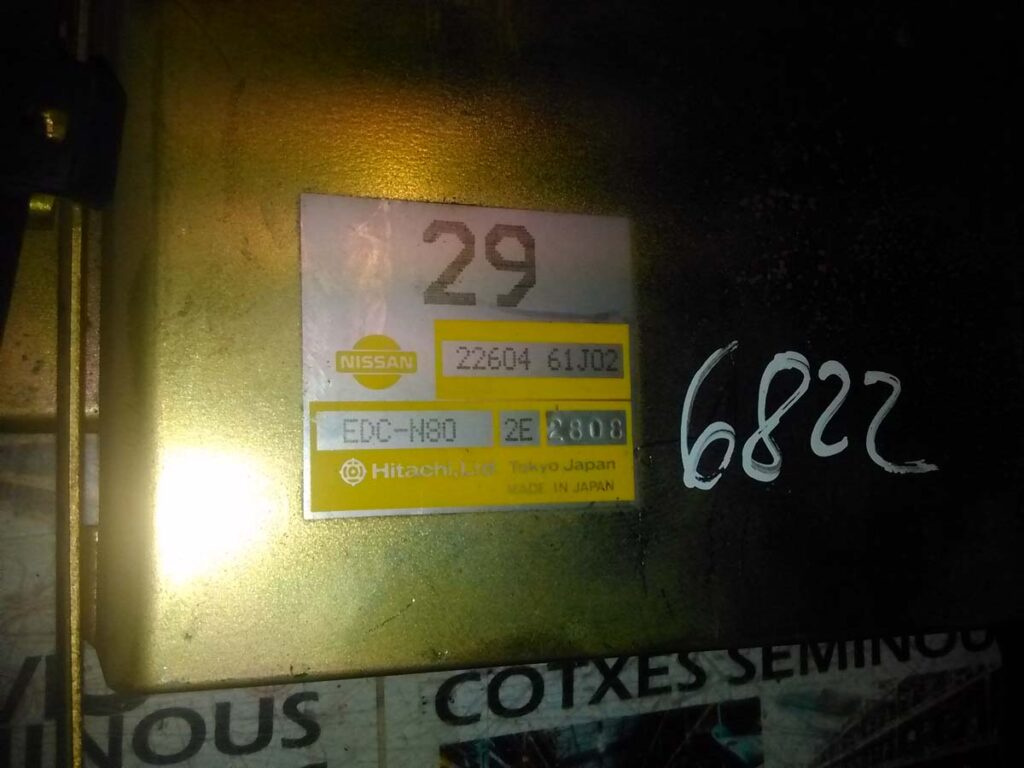 29
NISSAN
22604 61J02
EDC-N80 2E 2808
Hitachi, Ltd. Tokyo Japan
MADE IN JAPAN
6822
COTXES SEMINOU
INOUS